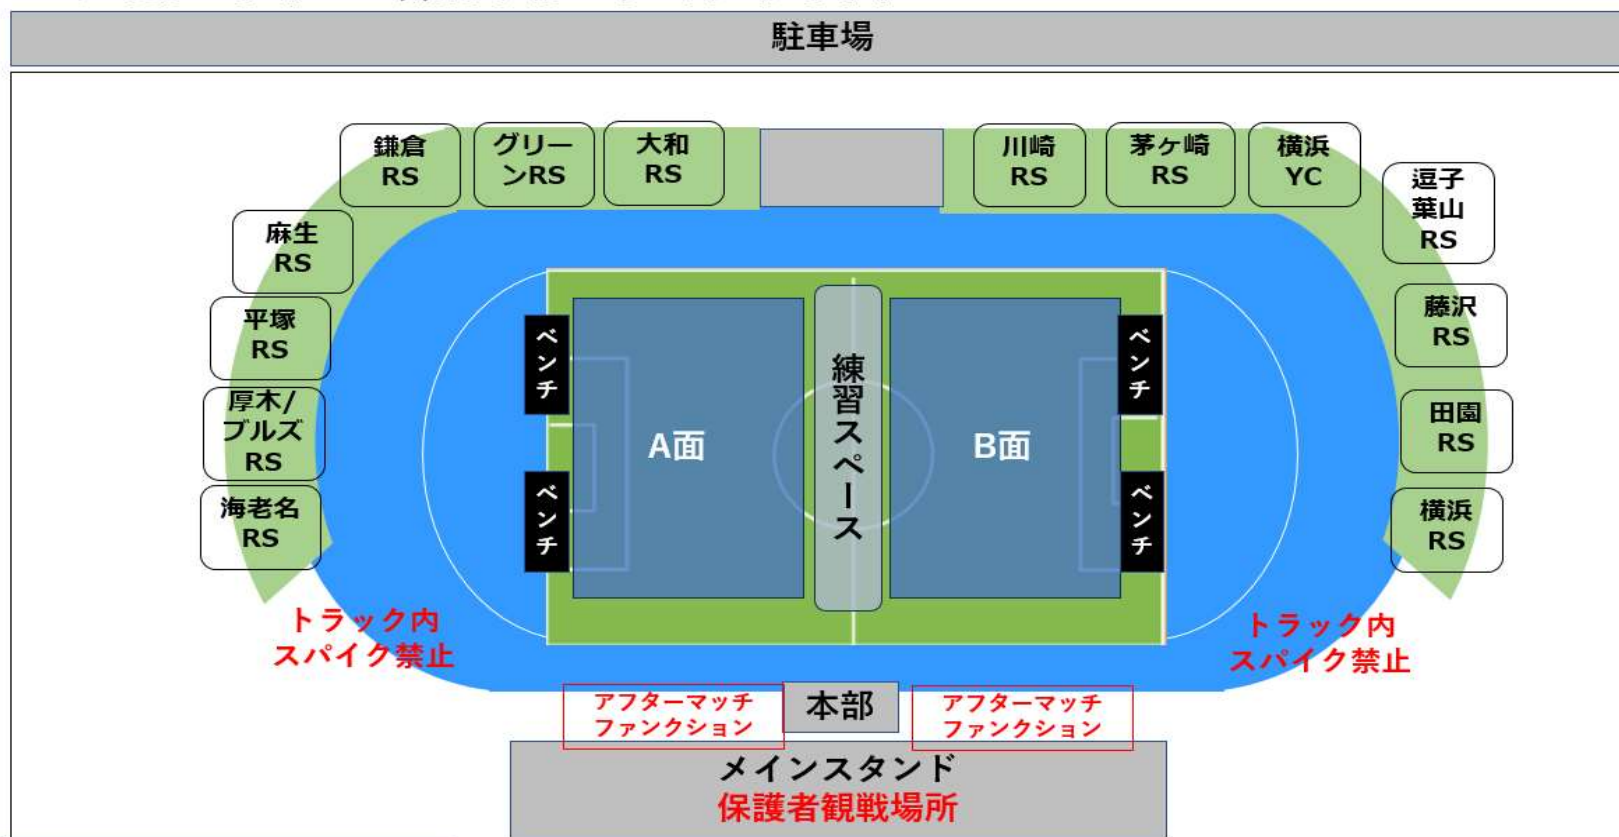 駐車場
鎌倉
RS
グリー
ンRS
大和
RS
川崎
RS
茅ヶ崎
RS
横浜
YC
逗子
葉山
RS
麻生
RS
平塚
RS
厚木/
ブルズ
RS
海老名
RS
藤沢
RS
田園
RS
横浜
RS
ベンチ
ベンチ
A面
練習スペース
B面
ベンチ
ベンチ
トラック内
スパイク禁止
トラック内
スパイク禁止
アフターマッチ
ファンクション
本部
アフターマッチ
ファンクション
メインスタンド
保護者観戦場所